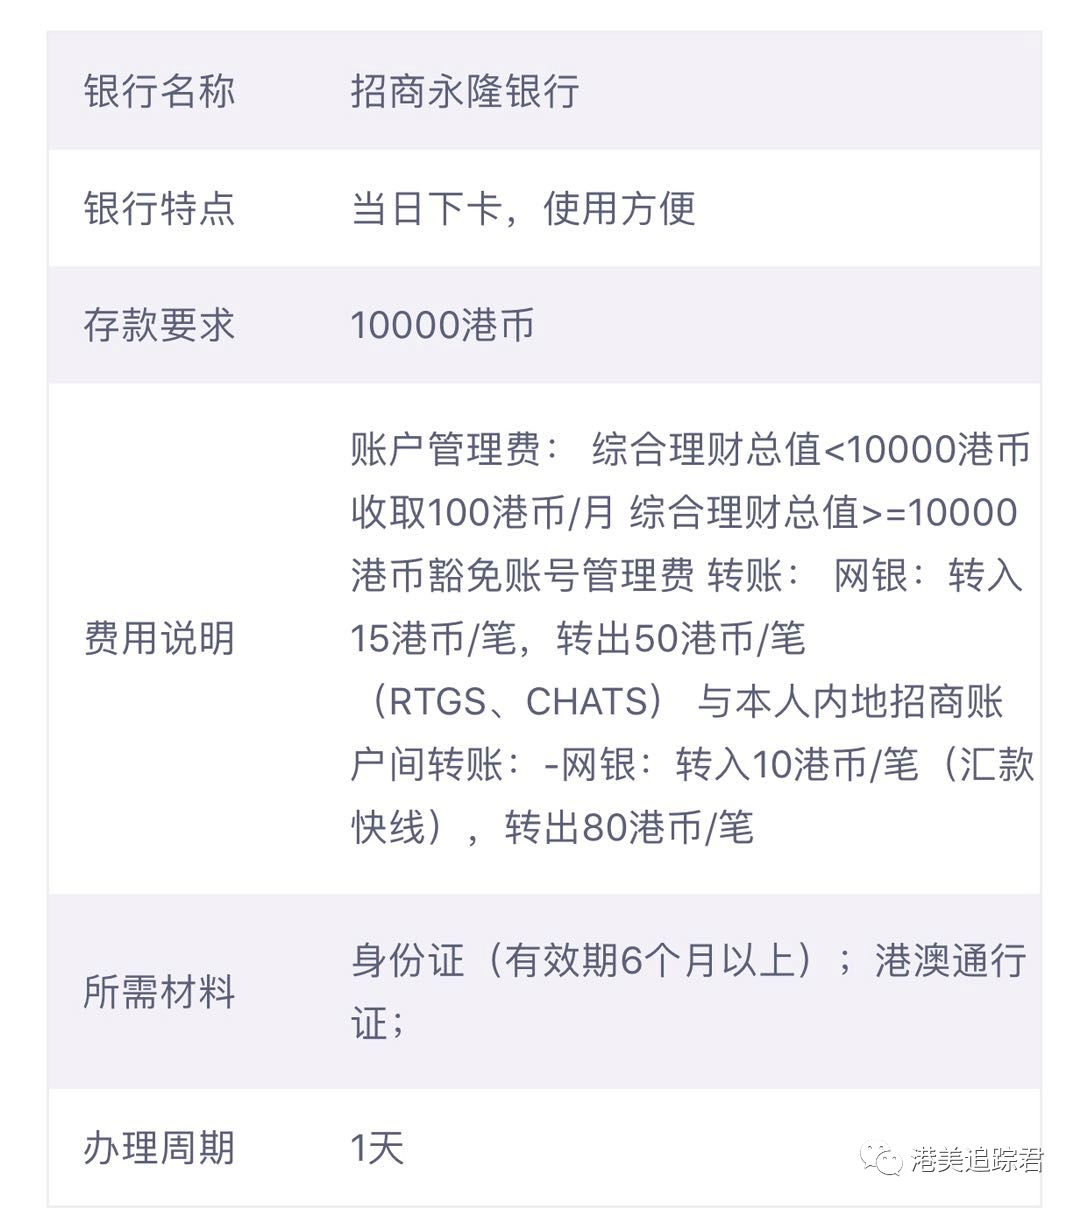 银行名称 招商永隆银行
银行特点 当日下卡，使用方便
存款要求 10000港币
费用说明
账户管理费： 综合理财总值<10000港币
收取100港币/月 综合理财总值>=10000
港币豁免账号管理费 转账： 网银：转入
15港币/笔，转出50港币/笔
（RTGS、CHATS） 与本人内地招商账
户间转账：-网银：转入10港币/笔（汇款
快线），转出80港币/笔
所需材料
身份证（有效期6个月以上）；港澳通行
证；
办理周期 1天
港美追踪君